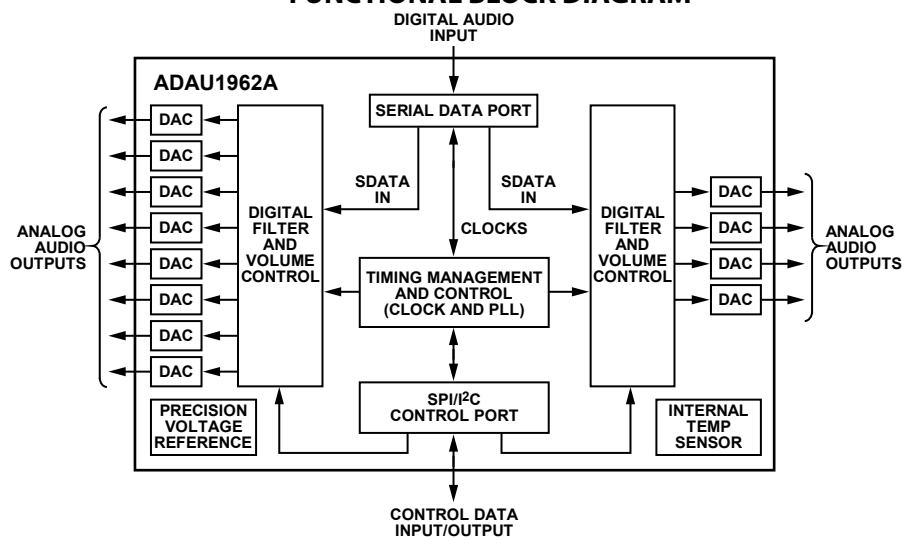 FUNCTIONAL BLOCK DIAGRAM
DIGITAL AUDIO
INPUT
ADAU1962A
SERIAL DATA PORT
DAC
DAC
DAC
DAC
DAC
DAC
DAC
DAC
ANALOG
AUDIO
OUTPUTS
DIGITAL
FILTER
AND
VOLUME
CONTROL
SDATA
IN
SDATA
IN
CLOCKS
TIMING MANAGEMENT
AND CONTROL
(CLOCK AND PLL)
DIGITAL
FILTER
AND
VOLUME
CONTROL
DAC
DAC
DAC
DAC
ANALOG
AUDIO
OUTPUTS
PRECISION
VOLTAGE
REFERENCE
SPI/I²C
CONTROL PORT
INTERNAL
TEMP
SENSOR
CONTROL DATA
INPUT/OUTPUT